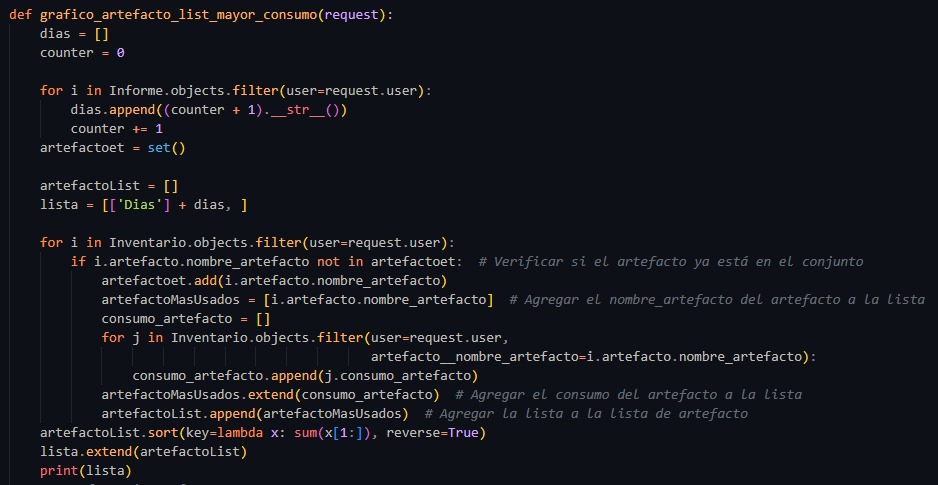 def grafico_artefacto_list_mayor_consumo(request):
    dias = []
    counter = 0

    for i in Informe.objects.filter(user=request.user):
        dias.append((counter + 1).__str__())
        counter += 1
    artefactoet = set()

    artefactoList = []
    lista = [['Dias'] + dias, ]

    for i in Inventario.objects.filter(user=request.user):
        if i.artefacto.nombre_artefacto not in artefactoet:  # Verificar si el artefacto ya está en el conjunto
            artefactoet.add(i.artefacto.nombre_artefacto)
            artefactoMasUsados = [i.artefacto.nombre_artefacto]  # Agregar el nombre_artefacto del artefacto a la lista
            consumo_artefacto = []
            for j in Inventario.objects.filter(user=request.user,
                                               artefacto__nombre_artefacto=i.artefacto.nombre_artefacto):
                consumo_artefacto.append(j.consumo_artefacto)
            artefactoMasUsados.extend(consumo_artefacto)  # Agregar el consumo del artefacto a la lista
            artefactoList.append(artefactoMasUsados)  # Agregar la lista a la lista de artefacto
    artefactoList.sort(key=lambda x: sum(x[1:]), reverse=True)
    lista.extend(artefactoList)
    print(lista)